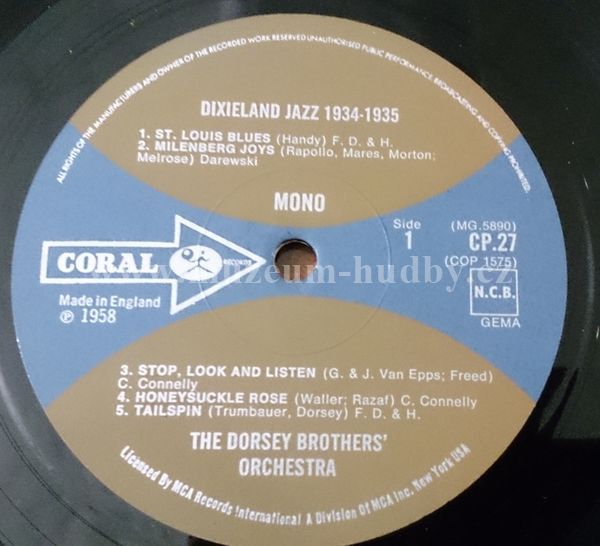 ALL RIGHTS OF THE MANUFACTURERS AND OWNER OF THE RECORDED WORK RESERVED UNAUTHORISED PUBLIC PERFORMANCE, BROADCASTING AND COPYING PROHIBITED.
DIXIELAND JAZZ 1934-1935
1. ST. LOUIS BLUES (Handy) F. D. & H.
2. MILENBERG JOYS (Rapollo, Mares, Morton;
Melrose) Darewski
MONO
Side
1
(MG.5890)
CP.27
(COP 1575)
CORAL
RECORDS
www.muzeum-hudby.cz
N.C.B.
GEMA
Made in England
℗ 1958
3. STOP, LOOK AND LISTEN (G. & J. Van Epps; Freed)
C. Connelly
4. HONEYSUCKLE ROSE (Waller; Razaf) C. Connelly
5. TAILSPIN (Trumbauer, Dorsey) F. D. & H.
THE DORSEY BROTHERS'
ORCHESTRA
Licensed By MCA Records International A Division Of MCA Inc. New York USA